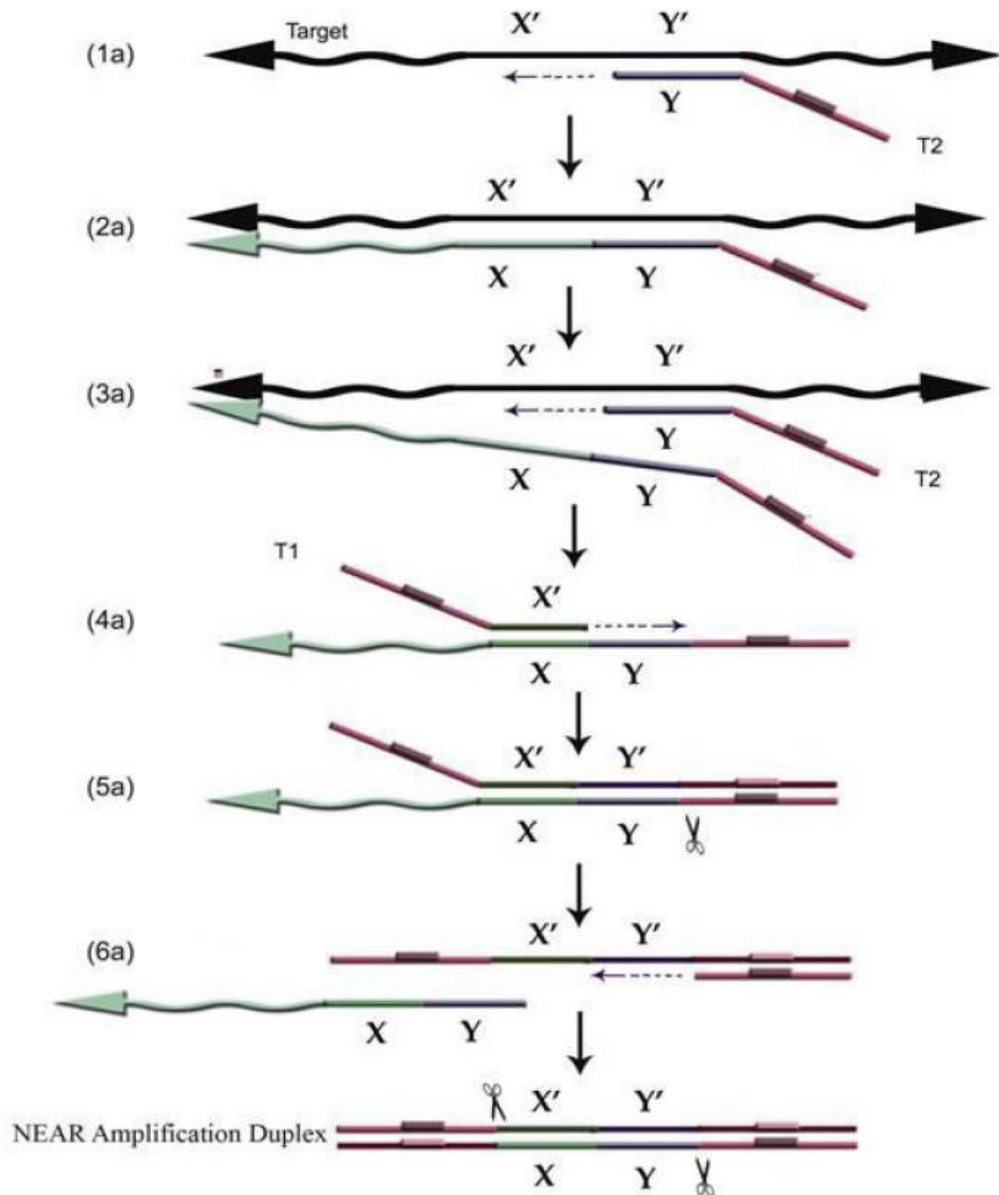 X′ Y′
Target
(1a)
Y
T2
X′ Y′
(2a)
X Y
X′ Y′
(3a)
Y
X Y T2
T1
X′
(4a)
X Y
X′ Y′
(5a)
X Y
X′ Y′
(6a)
X Y
X′ Y′
NEAR Amplification Duplex
X Y